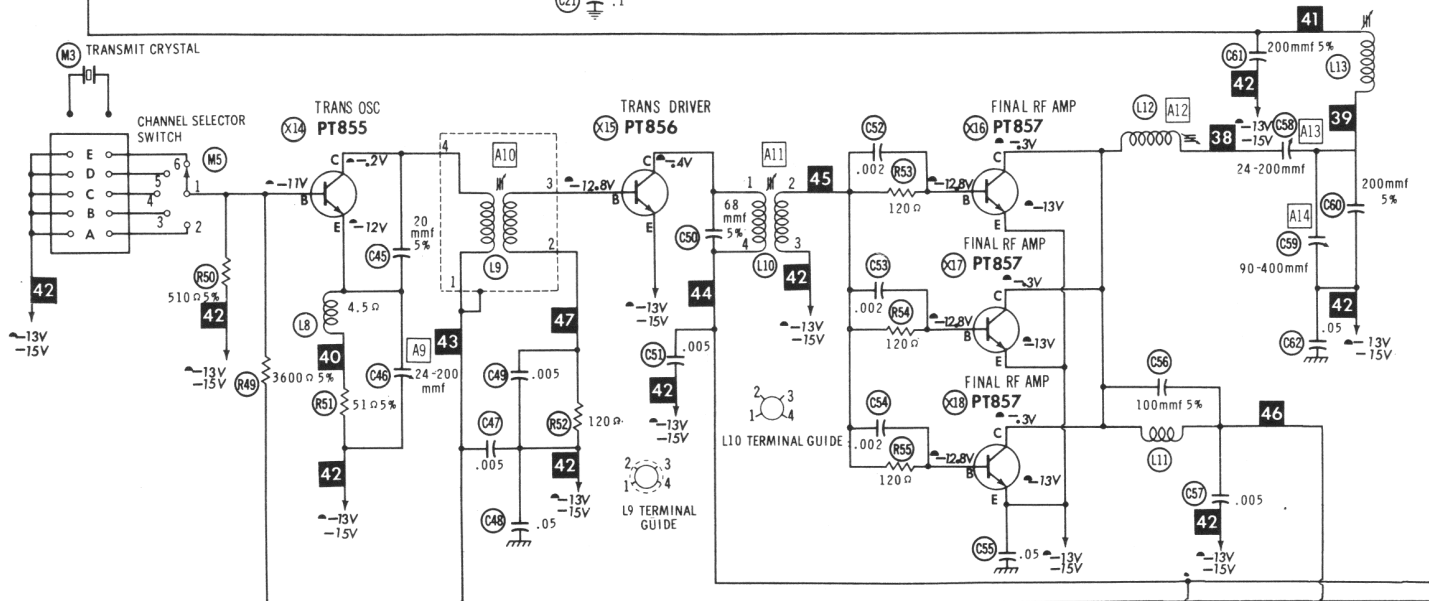 C21 .1
M3 TRANSMIT CRYSTAL
CHANNEL SELECTOR
SWITCH
M5
E
D
C
B
A
6
5
4
3
1
2
42
-13V
-15V
R50
510Ω 5%
42
-13V
-15V
R49
3600Ω 5%
TRANS OSC
X14 PT855
-11V
B
C
-.2V
E
-12V
20
mmf
5%
C45
L8
4.5Ω
40
R51
51Ω 5%
C46
A9
24-200
mmf
42
-13V
-15V
4
A10
3
1
2
L9
43
47
C49
.005
C47
.005
R52
120Ω
42
-13V
-15V
C48
.05
2
3
1
4
L9 TERMINAL
GUIDE
TRANS DRIVER
X15 PT856
-12.8V
B
C
-.4V
E
-13V
-15V
68
mmf
5%
C50
44
C51
.005
42
-13V
-15V
A11
1
2
4
3
L10
42
-13V
-15V
45
2
3
1
4
L10 TERMINAL GUIDE
C52
.002
R53
120Ω
FINAL RF AMP
X16 PT857
C
-.3V
-12.8V
B
-13V
E
C53
.002
R54
120Ω
FINAL RF AMP
X17 PT857
C
-.3V
-12.8V
B
-13V
E
C54
.002
R55
120Ω
FINAL RF AMP
X18 PT857
C
-.3V
-12.8V
B
-13V
E
C55
.05
-13V
-15V
L12
A12
38
C58
A13
24-200mmf
41
C61
200mmf 5%
42
-13V
-15V
L13
39
200mmf
5%
C60
A14
C59
90-400mmf
42
-13V
-15V
.05
C62
C56
100mmf 5%
L11
46
C57
.005
42
-13V
-15V